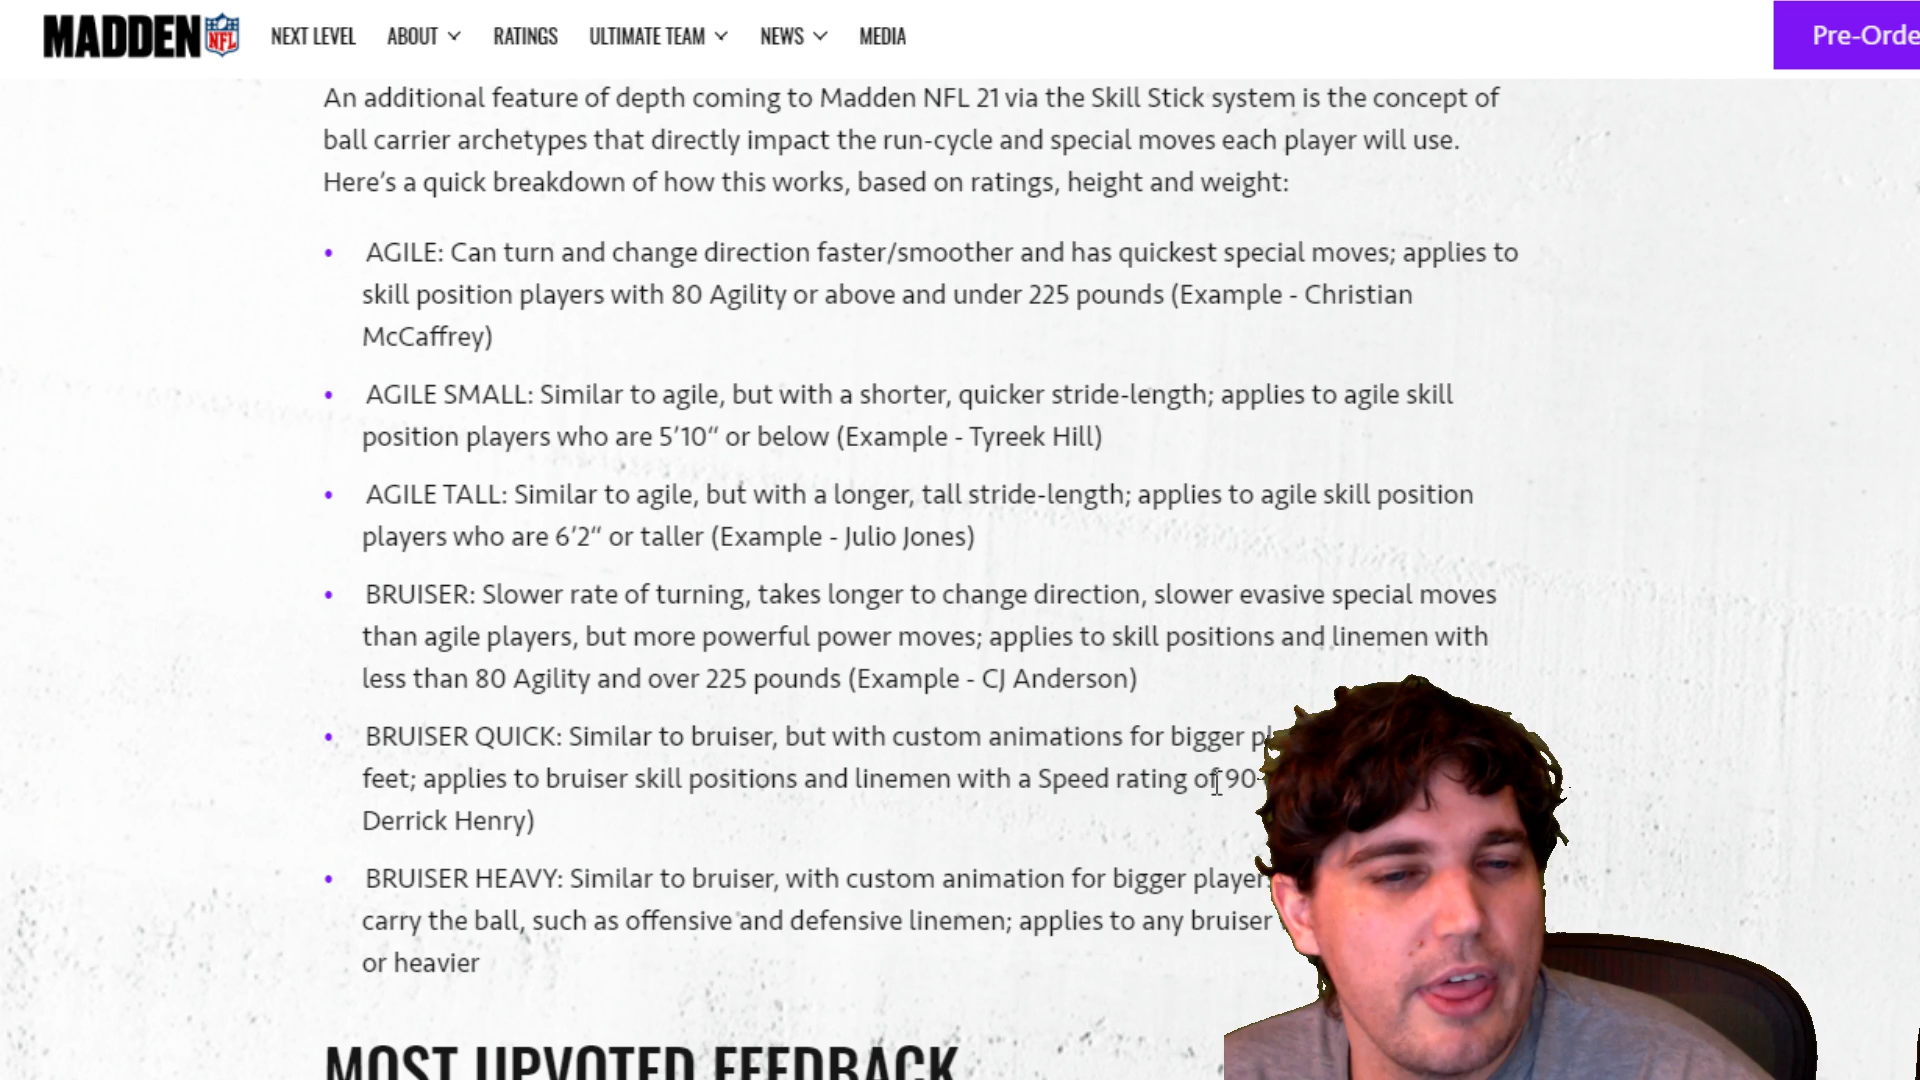 MADDEN NFL NEXT LEVEL ABOUT RATINGS ULTIMATE TEAM NEWS MEDIA Pre-Orde
An additional feature of depth coming to Madden NFL 21 via the Skill Stick system is the concept of
ball carrier archetypes that directly impact the run-cycle and special moves each player will use.
Here’s a quick breakdown of how this works, based on ratings, height and weight:
• AGILE: Can turn and change direction faster/smoother and has quickest special moves; applies to
skill position players with 80 Agility or above and under 225 pounds (Example - Christian
McCaffrey)
• AGILE SMALL: Similar to agile, but with a shorter, quicker stride-length; applies to agile skill
position players who are 5’10” or below (Example - Tyreek Hill)
• AGILE TALL: Similar to agile, but with a longer, tall stride-length; applies to agile skill position
players who are 6’2” or taller (Example - Julio Jones)
• BRUISER: Slower rate of turning, takes longer to change direction, slower evasive special moves
than agile players, but more powerful power moves; applies to skill positions and linemen with
less than 80 Agility and over 225 pounds (Example - CJ Anderson)
• BRUISER QUICK: Similar to bruiser, but with custom animations for bigger pl
feet; applies to bruiser skill positions and linemen with a Speed rating of 90
Derrick Henry)
• BRUISER HEAVY: Similar to bruiser, with custom animation for bigger player
carry the ball, such as offensive and defensive linemen; applies to any bruiser
or heavier
MOST UPVOTED FEEDBACK